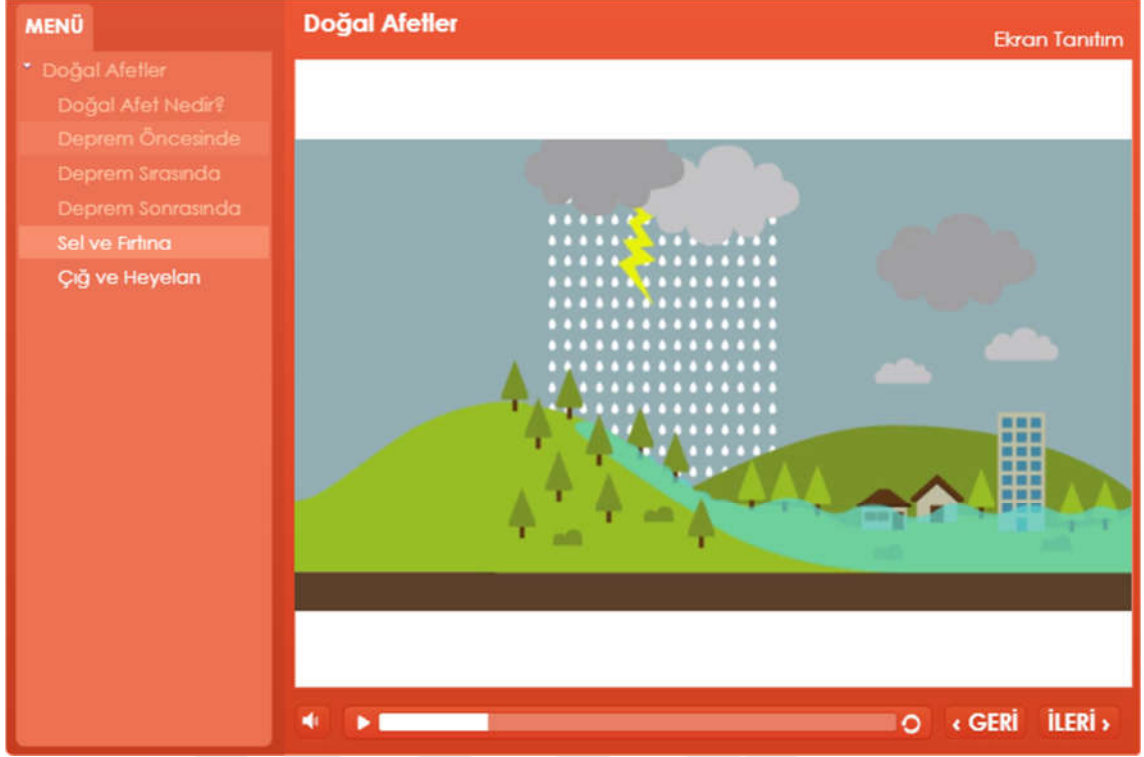 MENÜ
Doğal Afetler
Ekran Tanıtım
Doğal Afetler
Doğal Afet Nedir?
Deprem Öncesinde
Deprem Sırasında
Deprem Sonrasında
Sel ve Fırtına
Çığ ve Heyelan
‹ GERİ
İLERİ ›